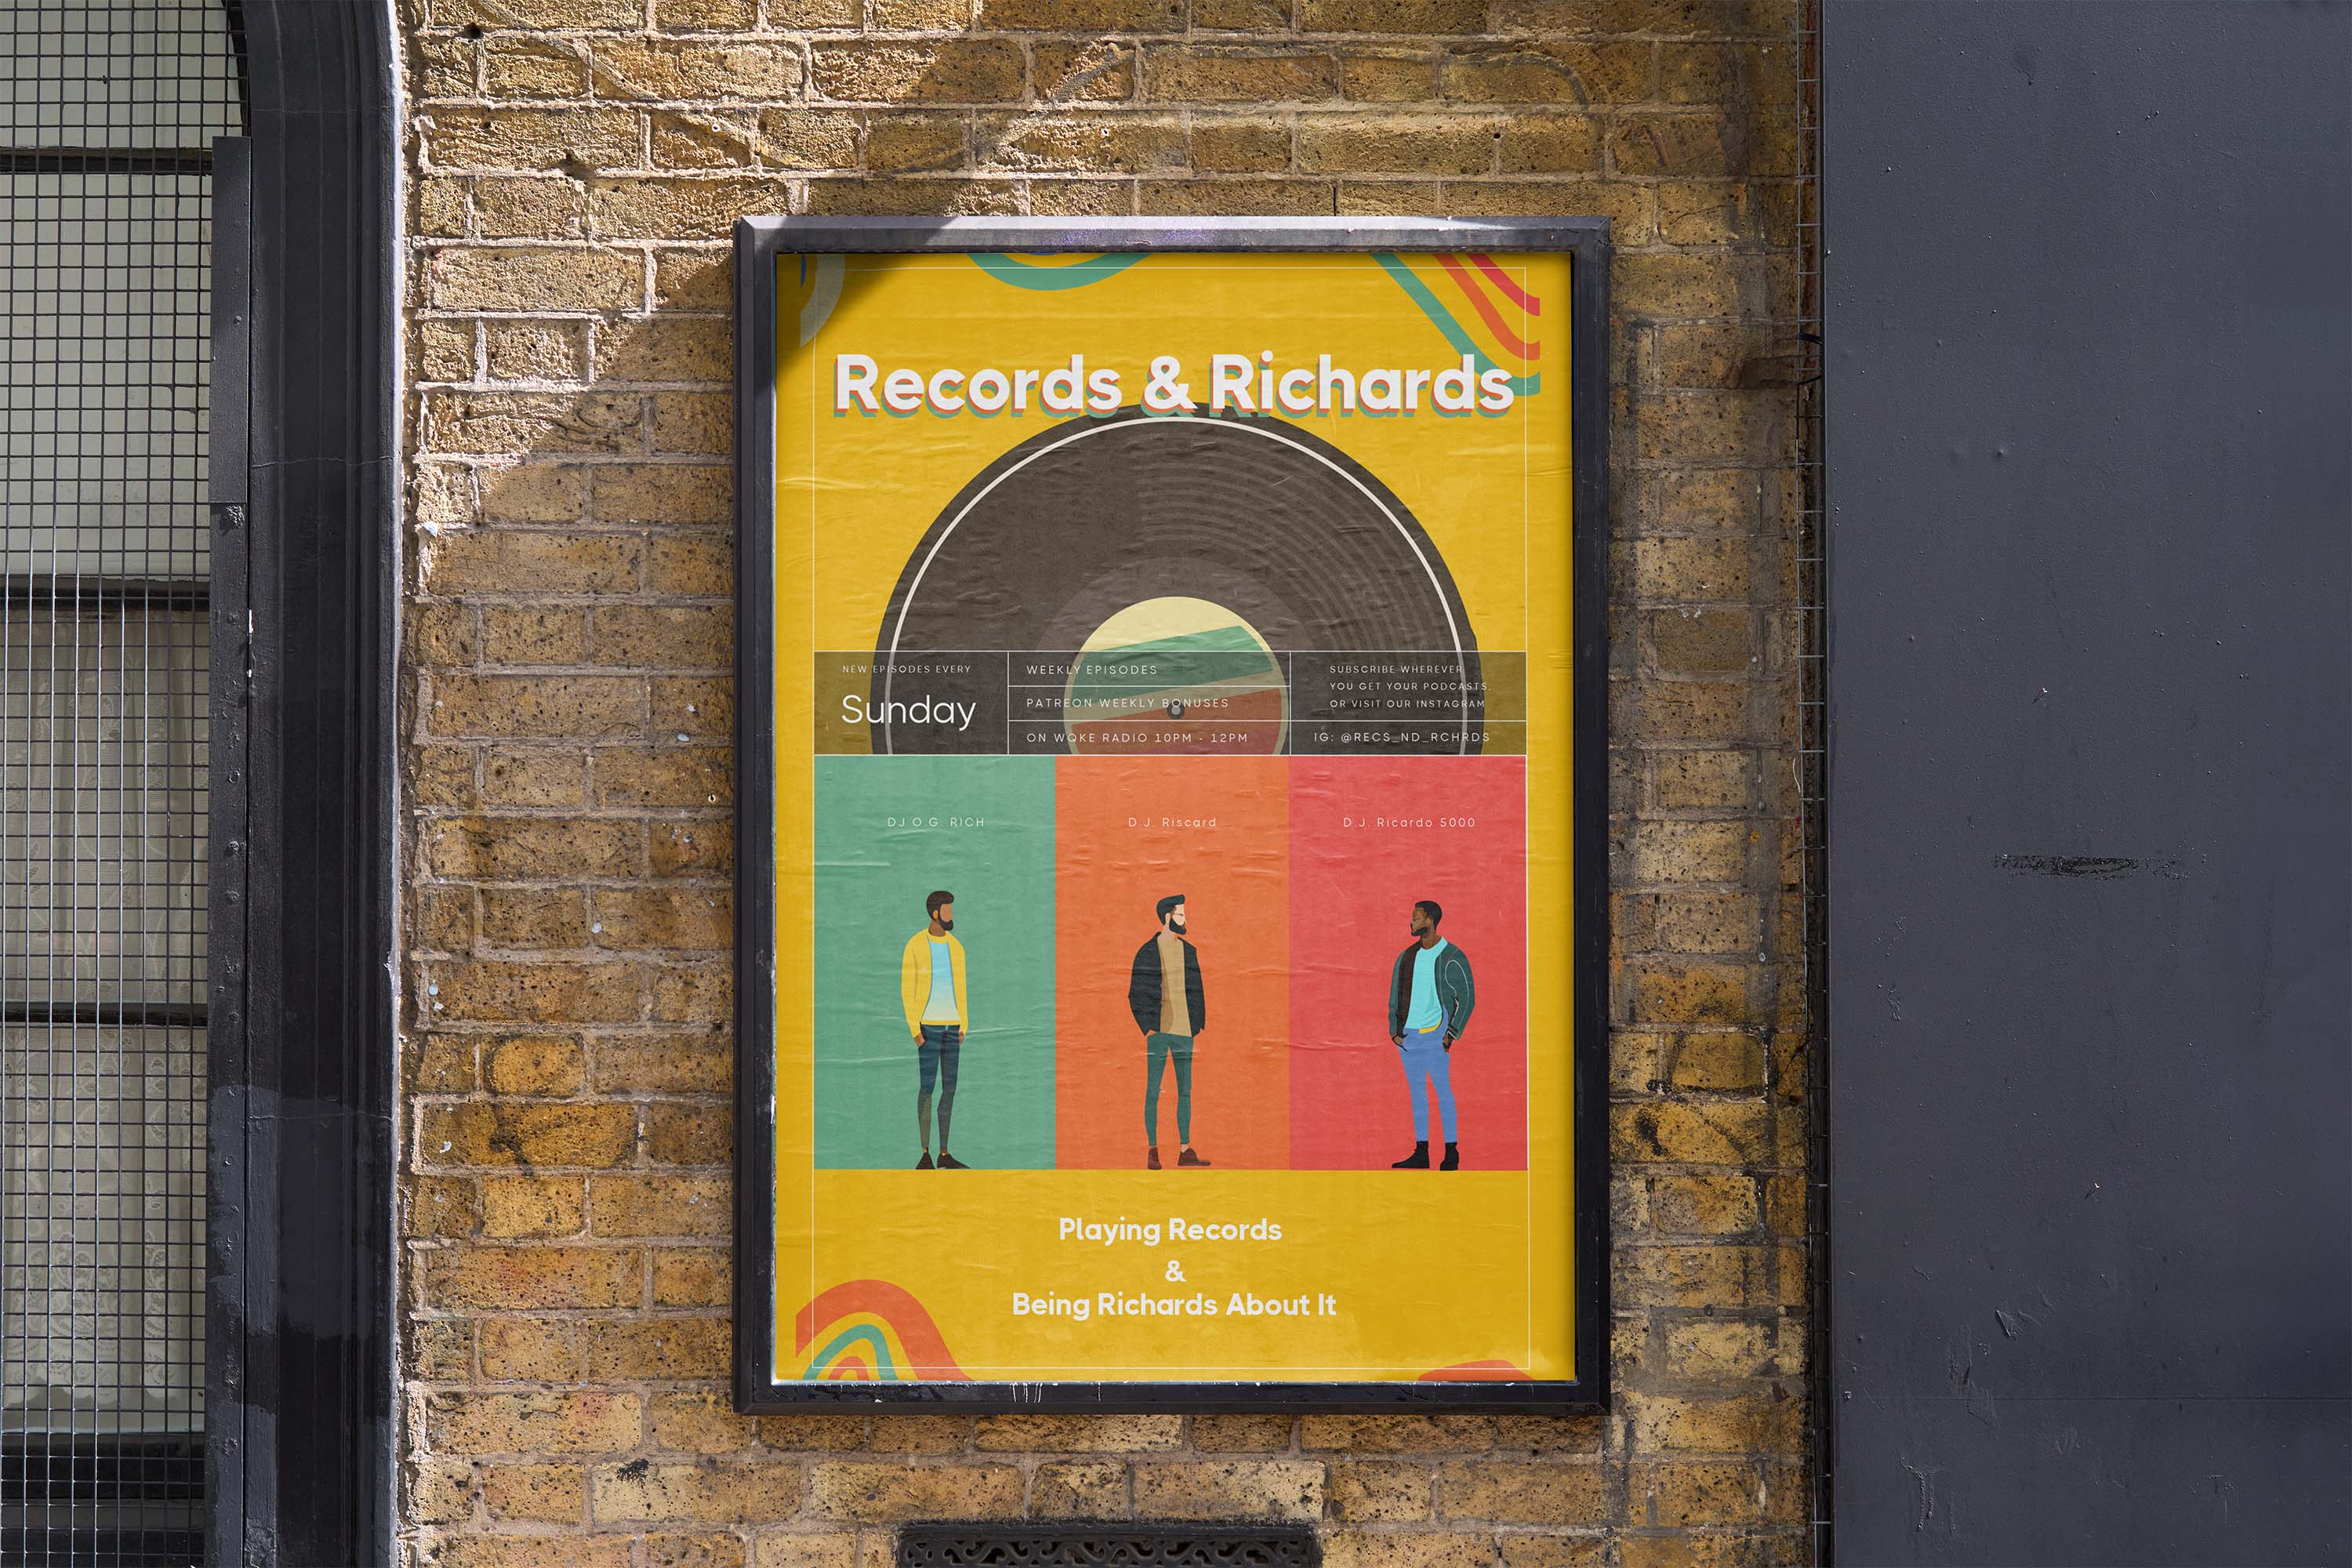 Records & Richards
NEW EPISODES EVERY
Sunday
WEEKLY EPISODES
PATREON WEEKLY BONUSES
ON WQKE RADIO 10PM - 12PM
SUBSCRIBE WHEREVER
YOU GET YOUR PODCASTS.
OR VISIT OUR INSTAGRAM
IG: @RECS_ND_RCHRDS
DJ O.G. RICH
D.J. Riscard
D.J. Ricardo 5000
Playing Records
&
Being Richards About It